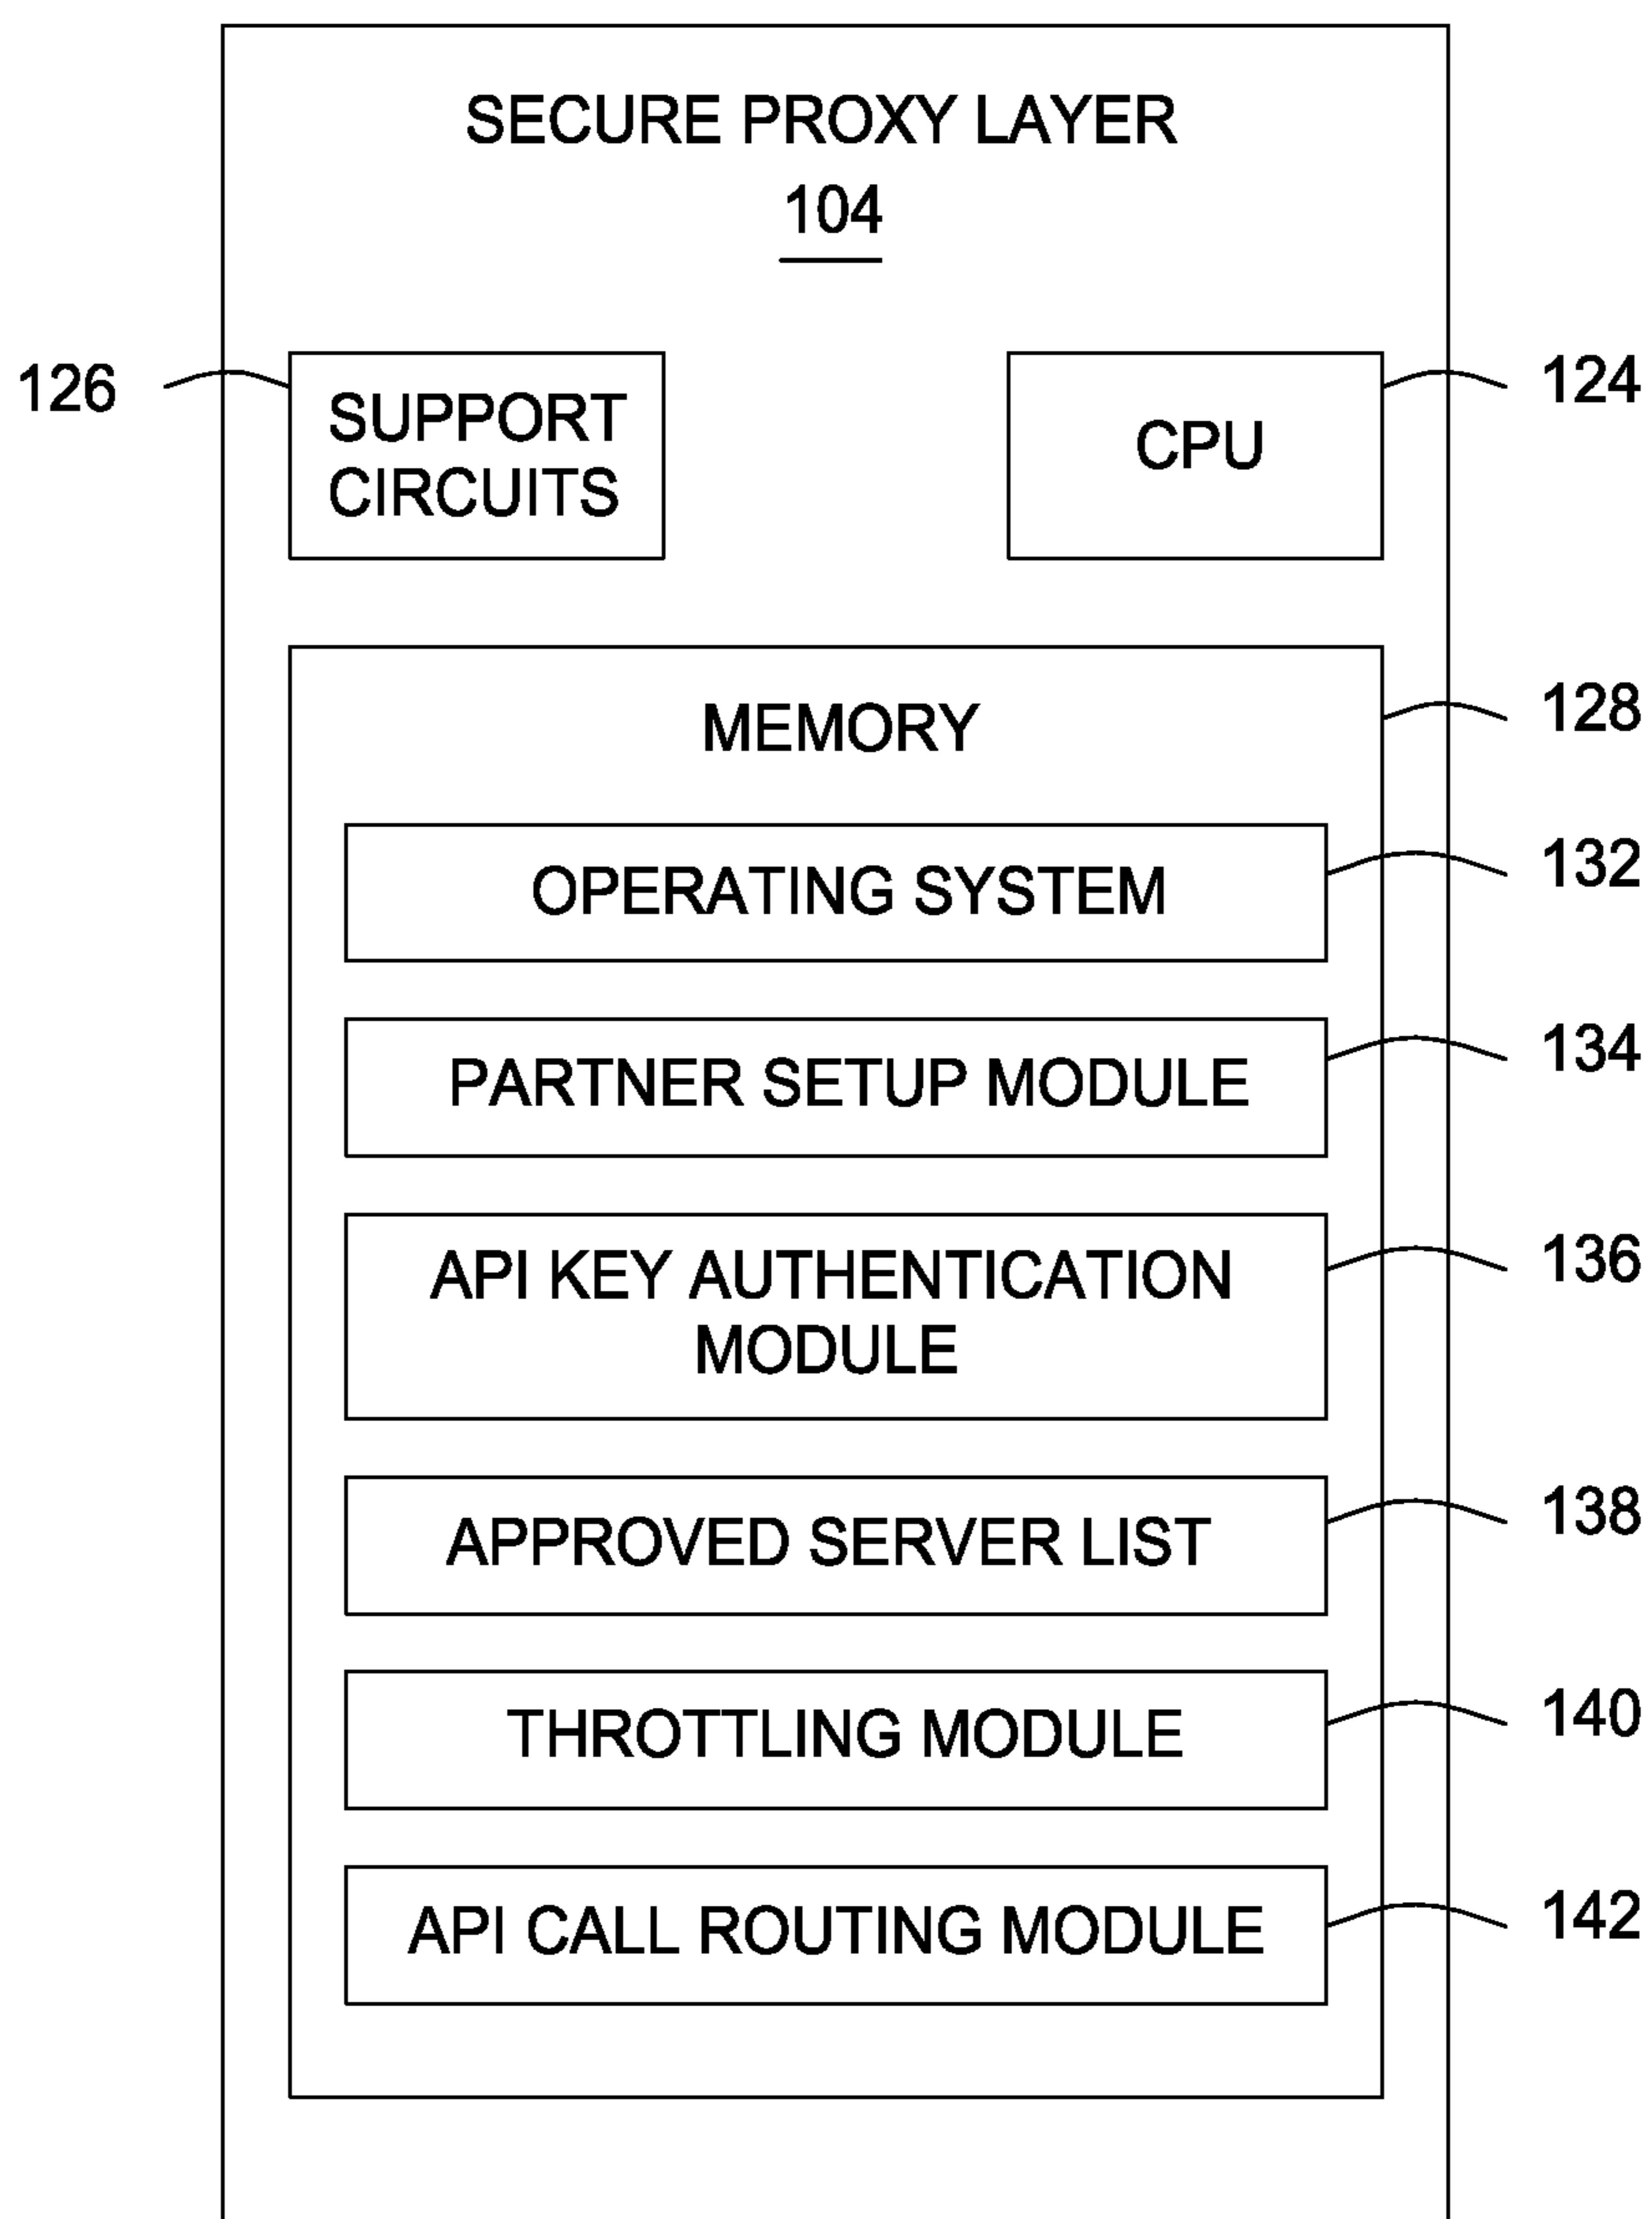 SECURE PROXY LAYER
104
126
SUPPORT
CIRCUITS
CPU
124
MEMORY
128
OPERATING SYSTEM
132
PARTNER SETUP MODULE
134
API KEY AUTHENTICATION
MODULE
136
APPROVED SERVER LIST
138
THROTTLING MODULE
140
API CALL ROUTING MODULE
142